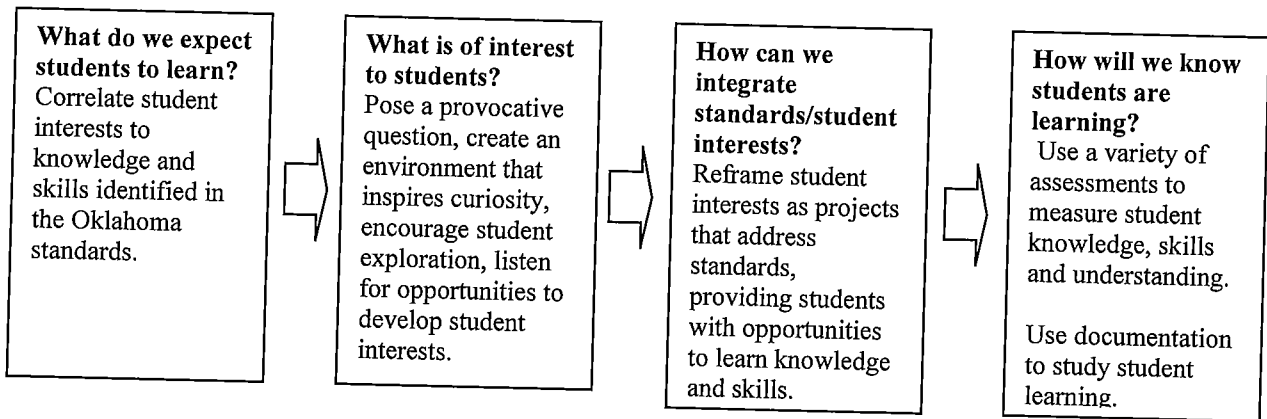 What do we expect
students to learn?
Correlate student
interests to
knowledge and
skills identified in
the Oklahoma
standards.
What is of interest
to students?
Pose a provocative
question, create an
environment that
inspires curiosity,
encourage student
exploration, listen
for opportunities to
develop student
interests.
How can we
integrate
standards/student
interests?
Reframe student
interests as projects
that address
standards,
providing students
with opportunities
to learn knowledge
and skills.
How will we know
students are
learning?
Use a variety of
assessments to
measure student
knowledge, skills
and understanding.
Use documentation
to study student
learning.